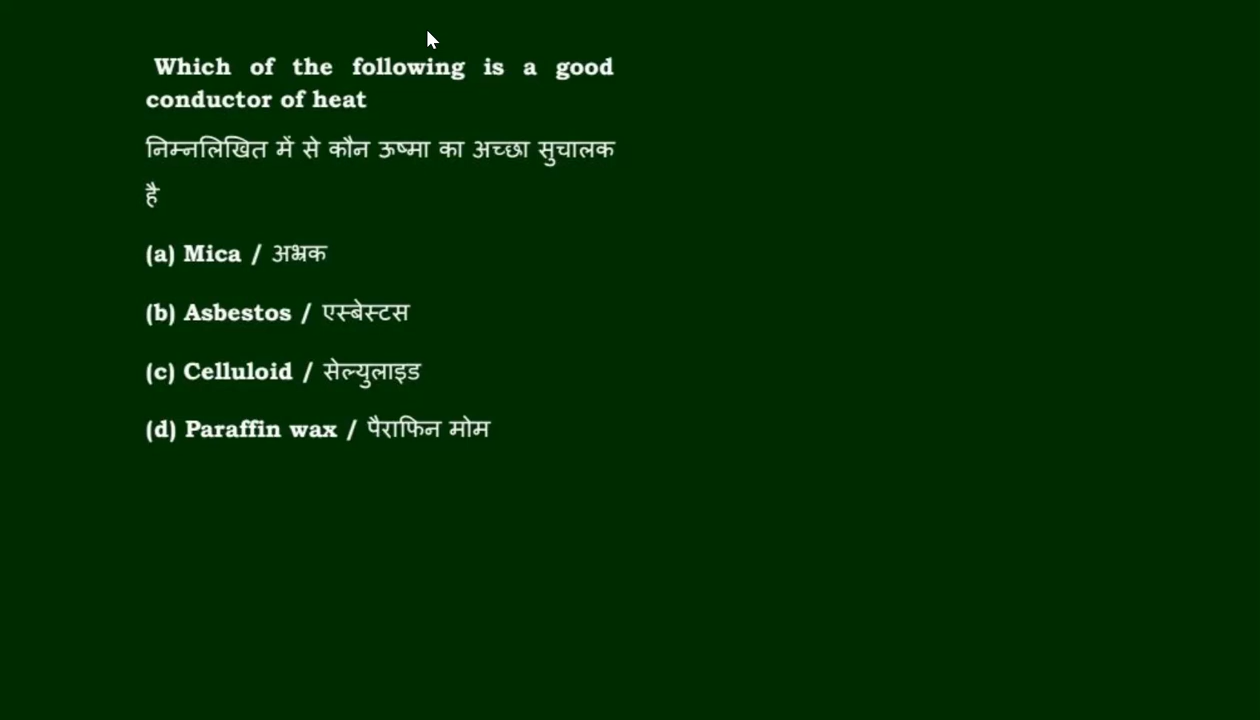 Which of the following is a good
conductor of heat
निम्नलिखित में से कौन ऊष्मा का अच्छा सुचालक
है
(a) Mica / अभ्रक
(b) Asbestos / एस्बेस्टस
(c) Celluloid / सेल्युलाइड
(d) Paraffin wax / पैराफिन मोम